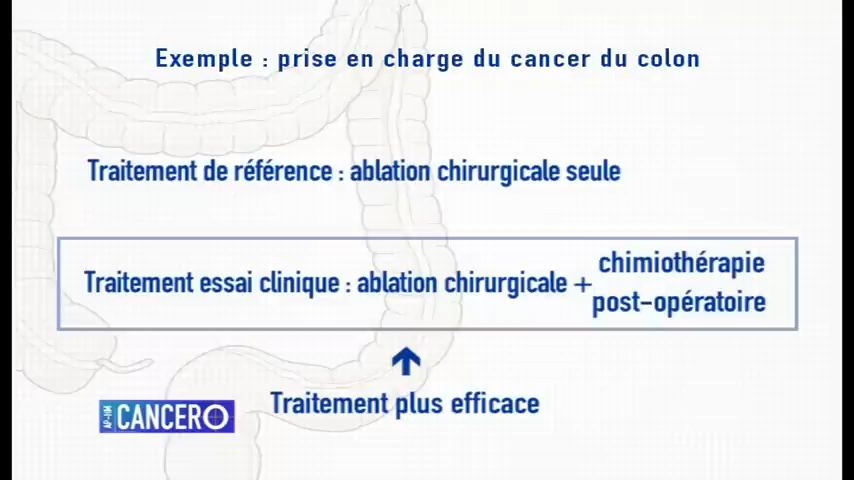 Exemple : prise en charge du cancer du colon
Traitement de référence : ablation chirurgicale seule
Traitement essai clinique : ablation chirurgicale + chimiothérapie
post-opératoire
Traitement plus efficace
CANCERO